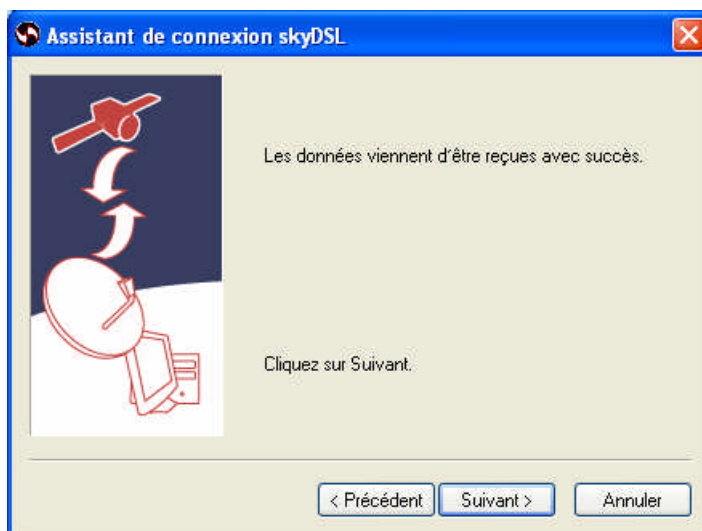 Assistant de connexion skyDSL
Les données viennent d'être reçues avec succès.
Cliquez sur Suivant.
< Précédent
Suivant >
Annuler